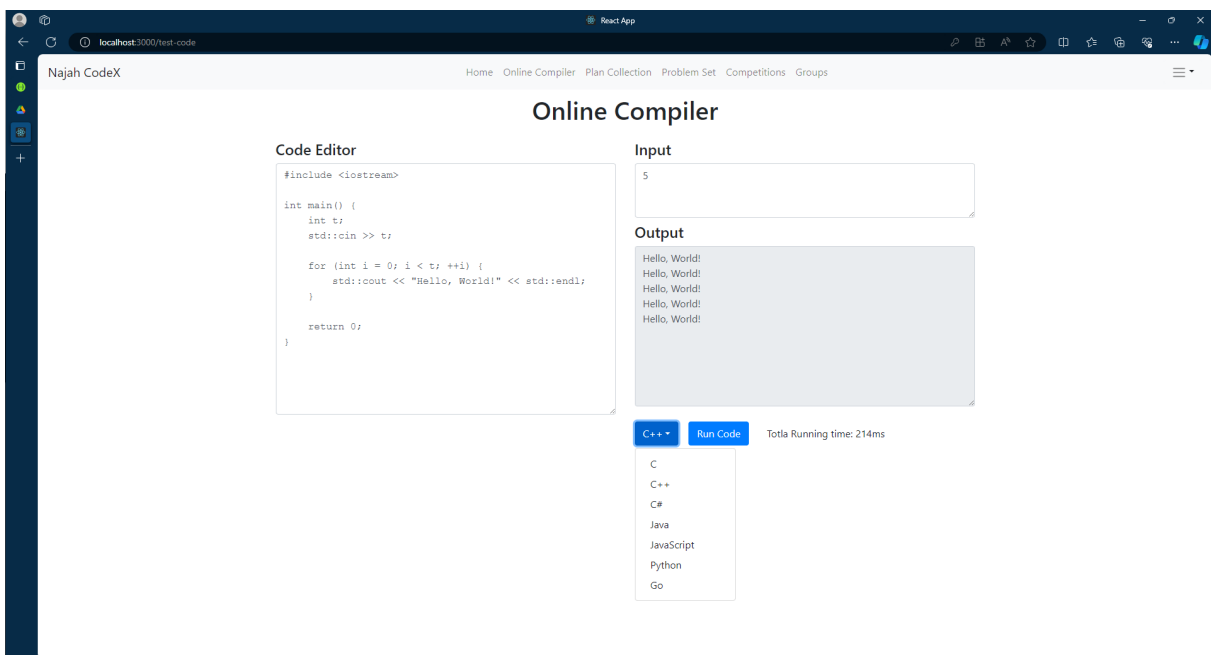 React App
localhost:3000/test-code
Najah CodeX
Home Online Compiler Plan Collection Problem Set Competitions Groups
Online Compiler
Code Editor
#include <iostream>
int main() {
    int t;
    std::cin >> t;
    for (int i = 0; i < t; ++i) {
        std::cout << "Hello, World!" << std::endl;
    }
    return 0;
}
Input
5
Output
Hello, World!
Hello, World!
Hello, World!
Hello, World!
Hello, World!
C++ Run Code Totla Running time: 214ms
C
C++
C#
Java
JavaScript
Python
Go